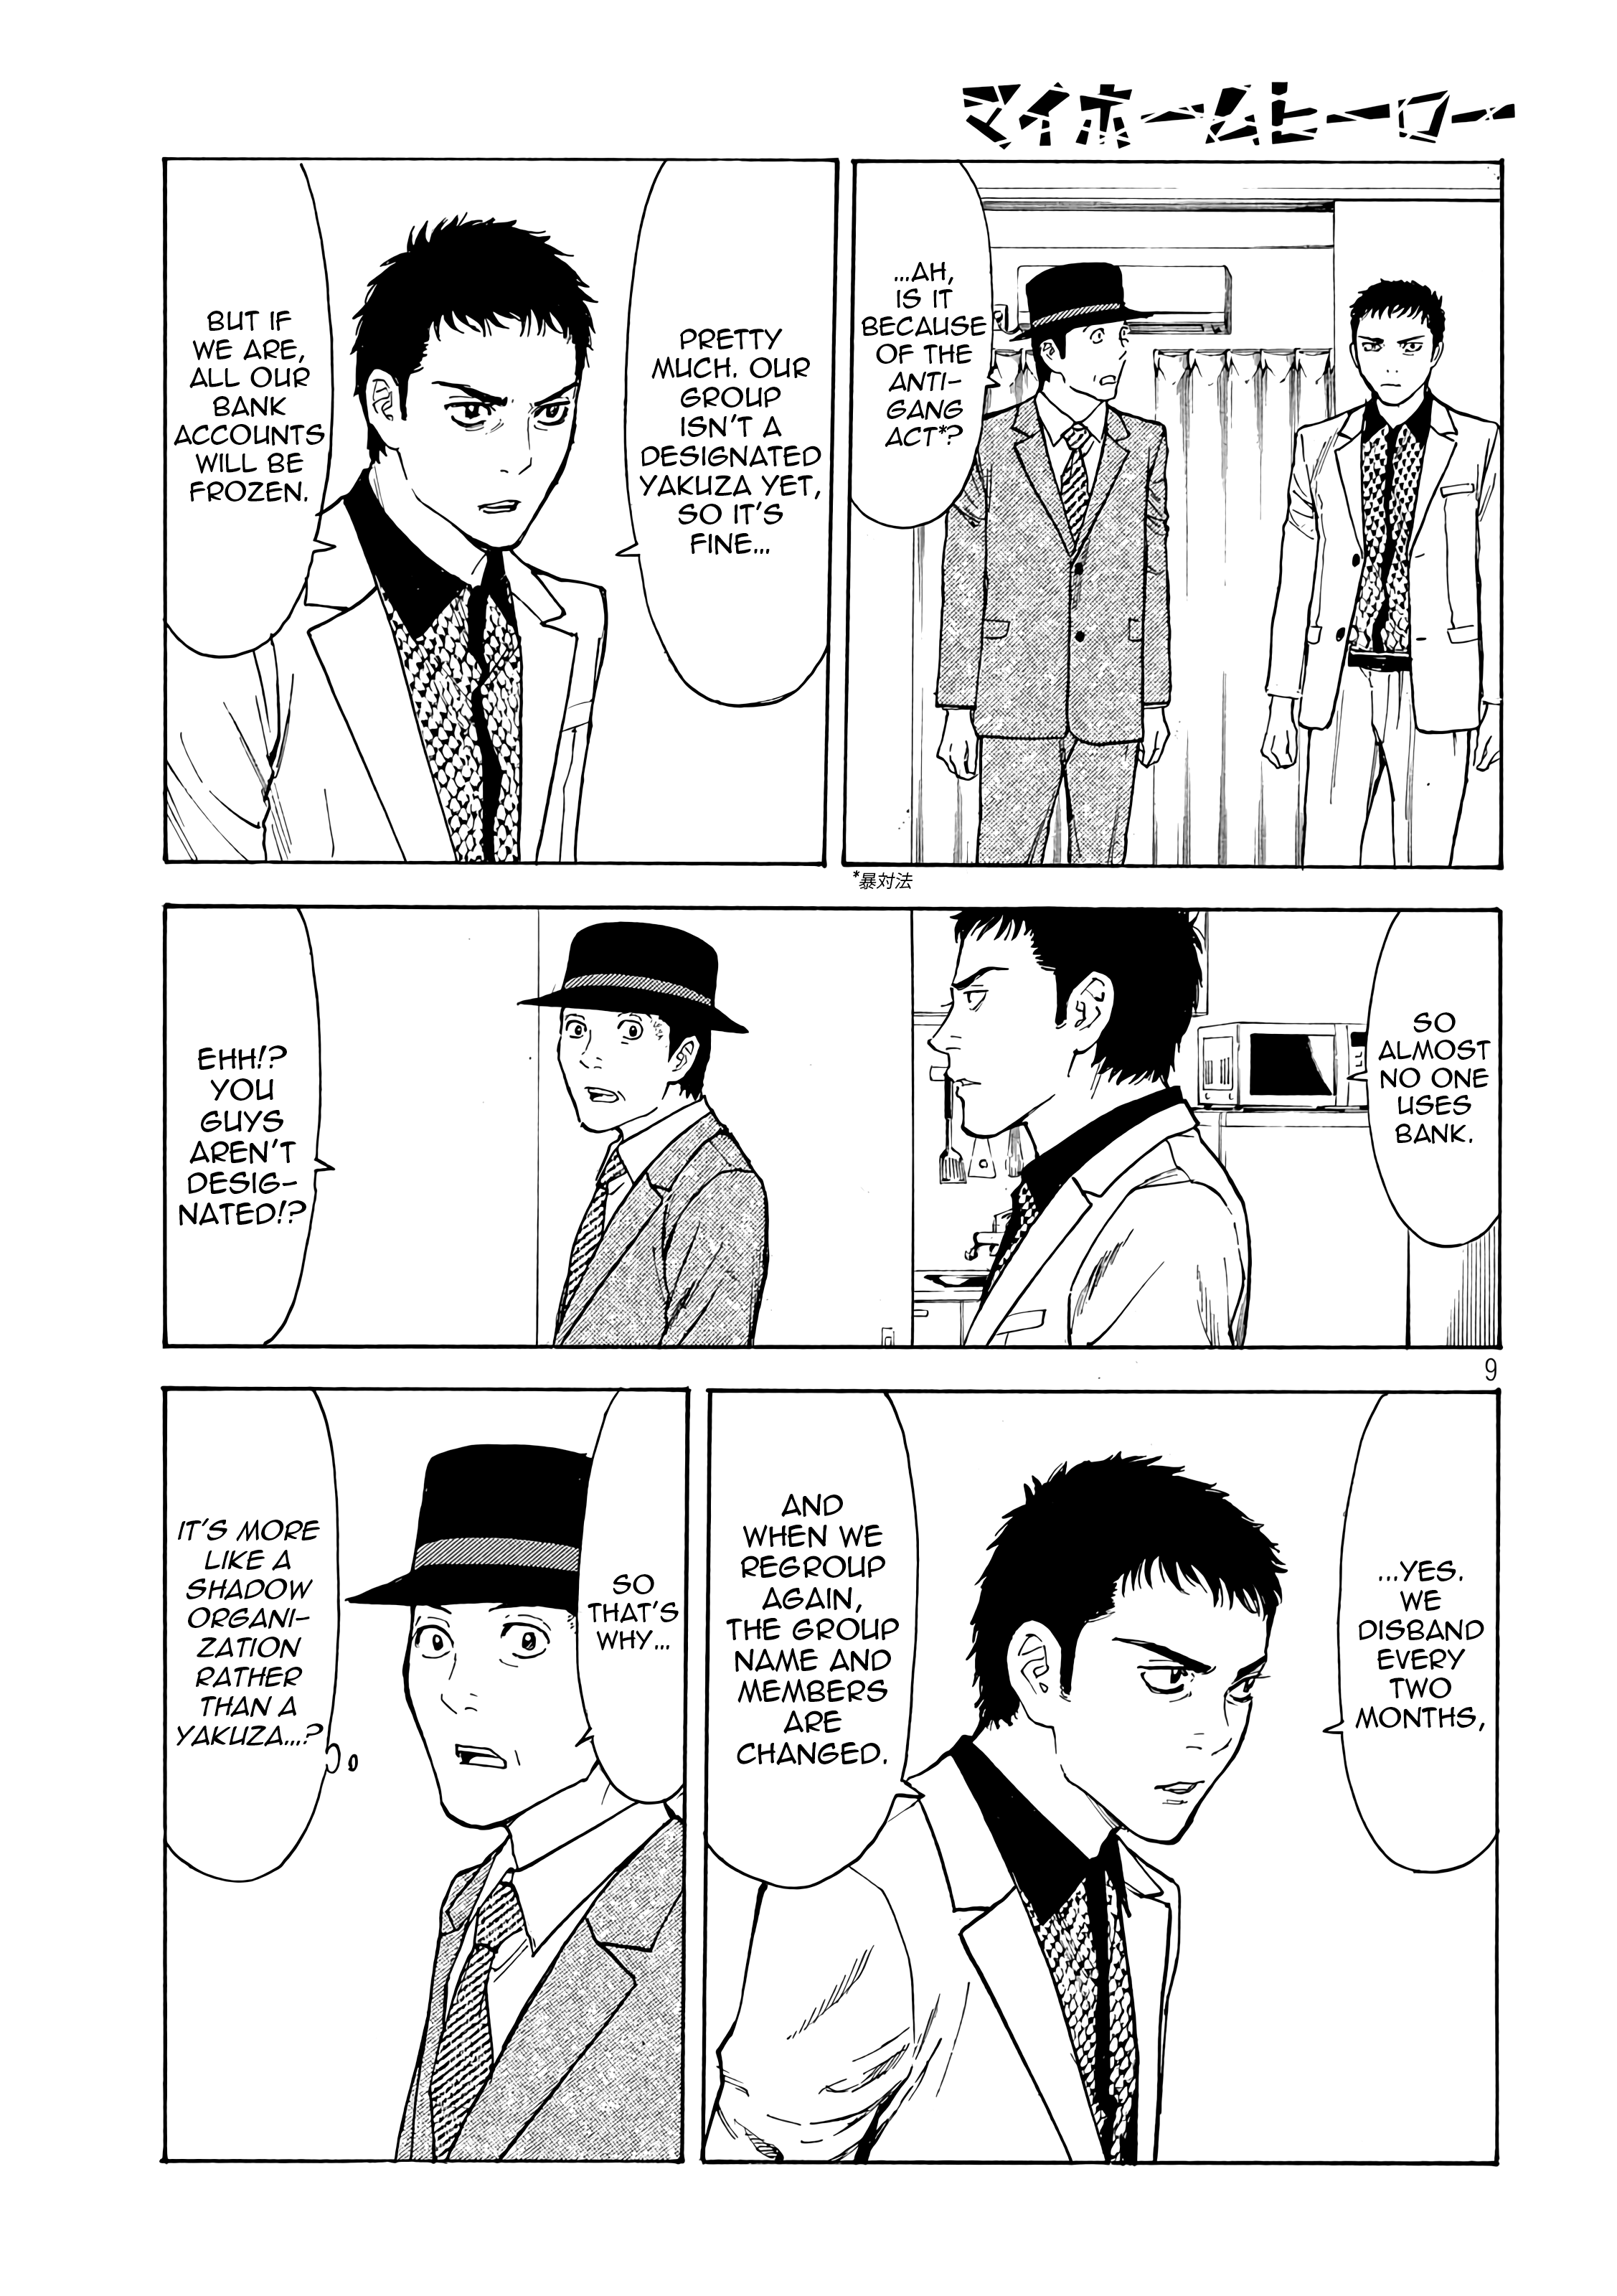 マイホームヒーロー
...AH,
IS IT
BECAUSE
OF THE
ANTI-
GANG
ACT*?
*暴対法
PRETTY
MUCH. OUR
GROUP
ISN'T A
DESIGNATED
YAKUZA YET,
SO IT'S
FINE...
BUT IF
WE ARE,
ALL OUR
BANK
ACCOUNTS
WILL BE
FROZEN.
SO
ALMOST
NO ONE
USES
BANK.
EHH!?
YOU
GUYS
AREN'T
DESIG-
NATED!?
9
...YES.
WE
DISBAND
EVERY
TWO
MONTHS,
AND
WHEN WE
REGROUP
AGAIN,
THE GROUP
NAME AND
MEMBERS
ARE
CHANGED.
SO
THAT'S
WHY...
IT'S MORE
LIKE A
SHADOW
ORGANI-
ZATION
RATHER
THAN A
YAKUZA...?